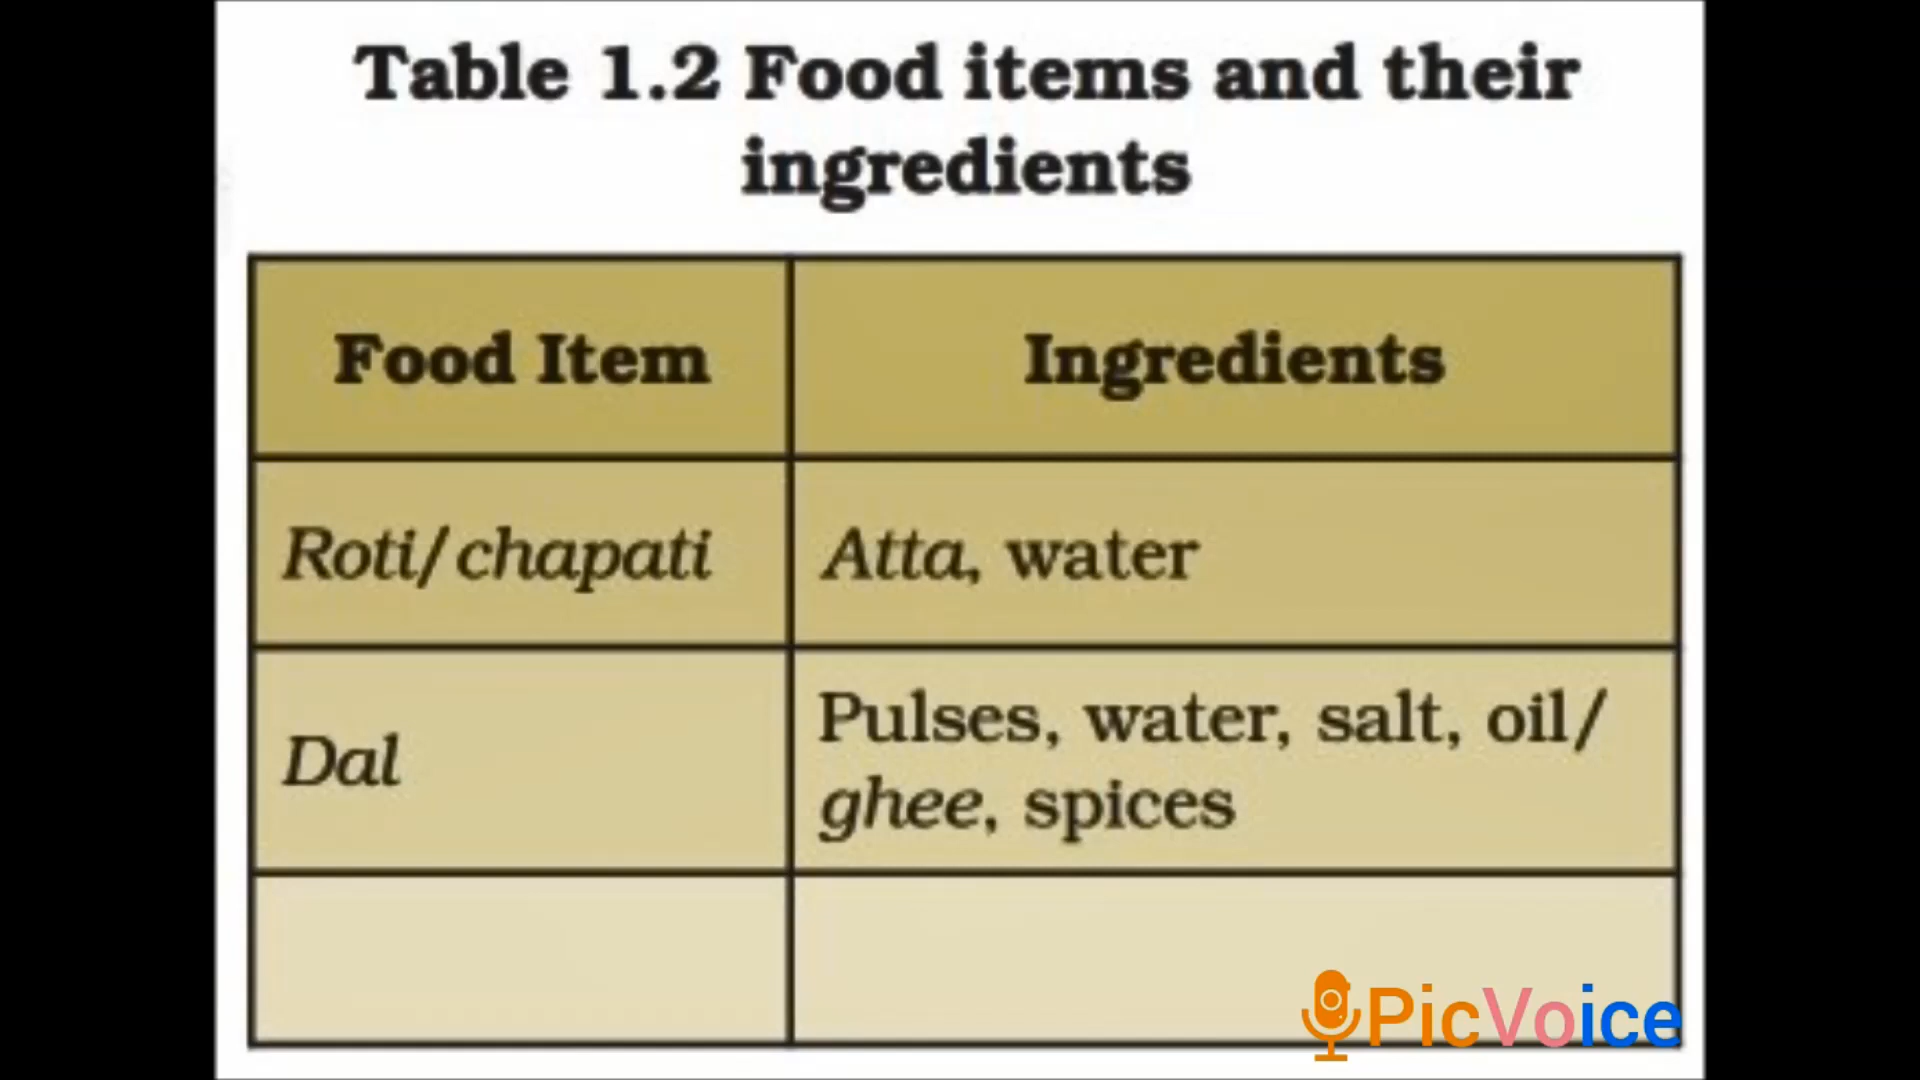 Table 1.2 Food items and their
ingredients
Food Item
Ingredients
Roti/chapati
Atta, water
Dal
Pulses, water, salt, oil/
ghee, spices
PicVoice